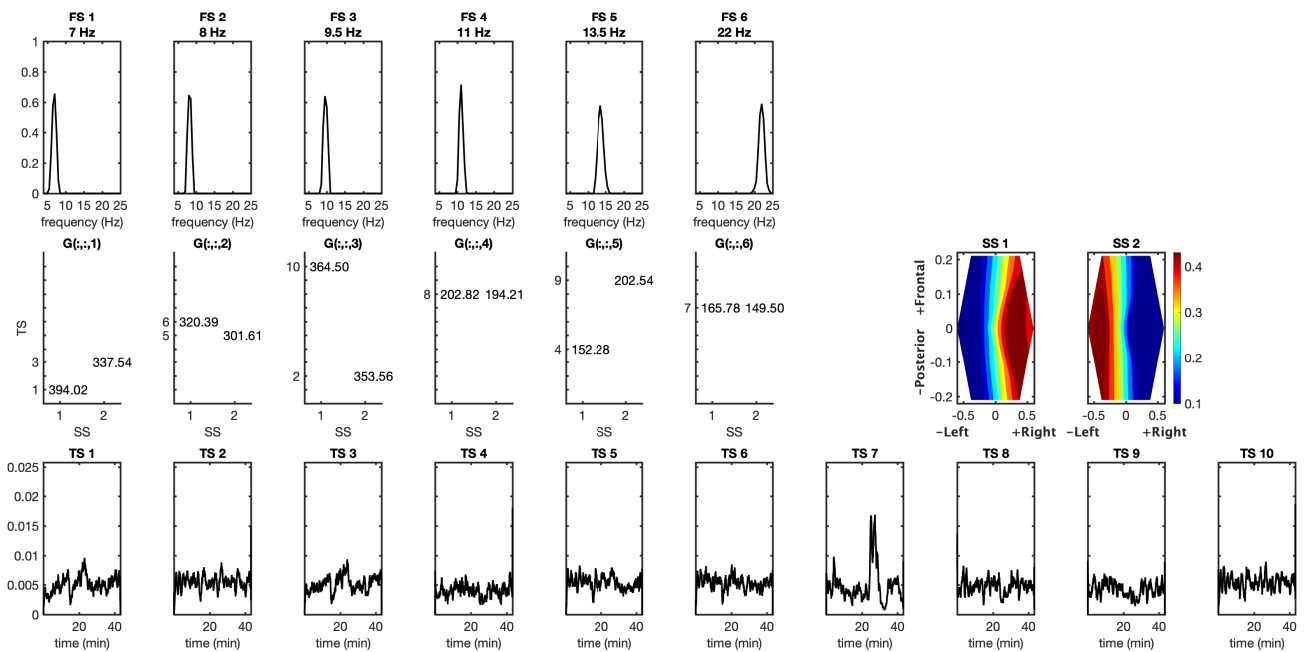 FS 1 FS 2 FS 3 FS 4 FS 5 FS 6
7 Hz 8 Hz 9.5 Hz 11 Hz 13.5 Hz 22 Hz
1
0.8
0.6
0.4
0.2
0
5 10 15 20 25 5 10 15 20 25 5 10 15 20 25 5 10 15 20 25 5 10 15 20 25 5 10 15 20 25
frequency (Hz) frequency (Hz) frequency (Hz) frequency (Hz) frequency (Hz) frequency (Hz)
G(:,:,1) G(:,:,2) G(:,:,3) G(:,:,4) G(:,:,5) G(:,:,6) SS 1 SS 2
TS
3 337.54
1 394.02
1 2
SS
6 320.39
5 301.61
1 2
SS
10 364.50
2 353.56
1 2
SS
8 202.82 194.21
1 2
SS
9 202.54
4 152.28
1 2
SS
7 165.78 149.50
1 2
SS
−Posterior +Frontal
0.2
0.1
0
-0.1
-0.2
-0.5 0 0.5
−Left +Right
-0.5 0 0.5
−Left +Right
0.4
0.3
0.2
0.1
TS 1 TS 2 TS 3 TS 4 TS 5 TS 6 TS 7 TS 8 TS 9 TS 10
0.025
0.02
0.015
0.01
0.005
0
20 40 20 40 20 40 20 40 20 40 20 40 20 40 20 40 20 40 20 40
time (min) time (min) time (min) time (min) time (min) time (min) time (min) time (min) time (min) time (min)